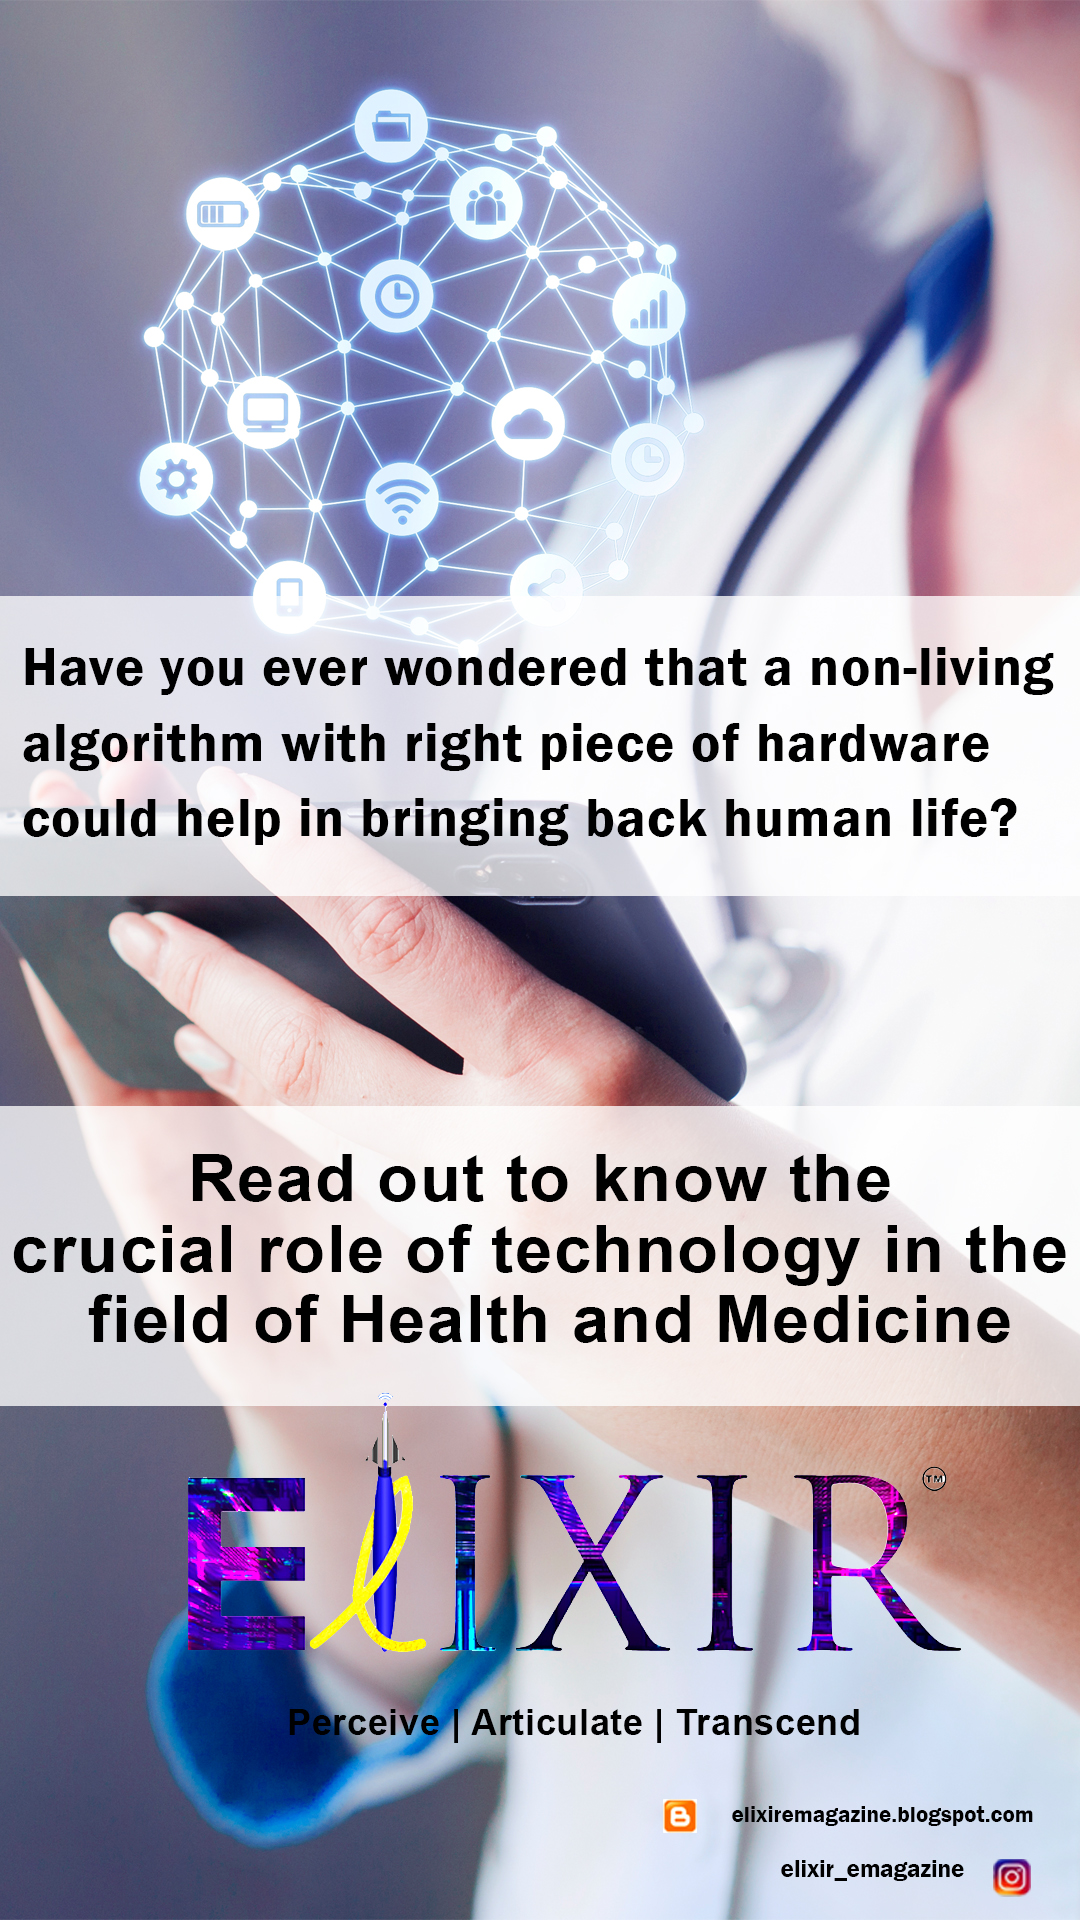 Have you ever wondered that a non-living
algorithm with right piece of hardware
could help in bringing back human life?
Read out to know the
crucial role of technology in the
field of Health and Medicine
ElIXIR TM
Perceive | Articulate | Transcend
elixiremagazine.blogspot.com
elixir_emagazine